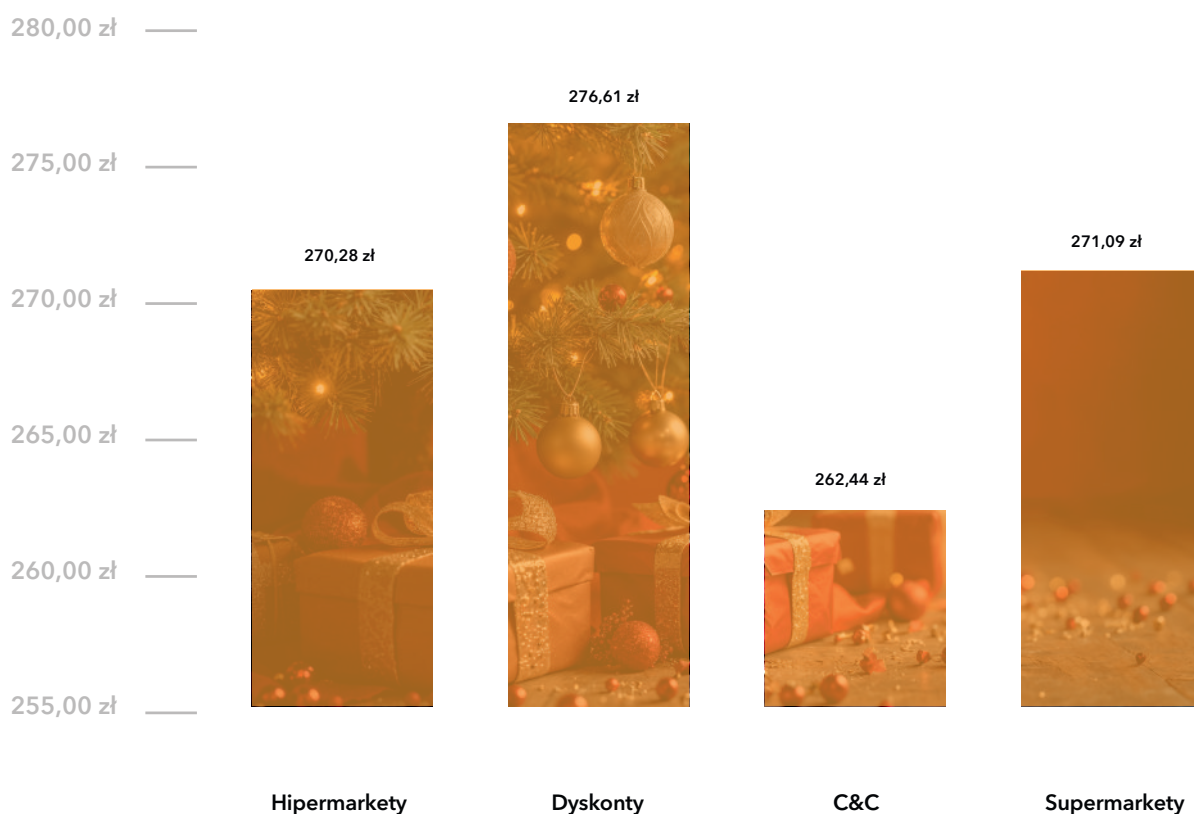 280,00 zł
276,61 zł
275,00 zł
271,09 zł
270,28 zł
270,00 zł
265,00 zł
262,44 zł
260,00 zł
255,00 zł
Hipermarkety
Dyskonty
C&C
Supermarkety